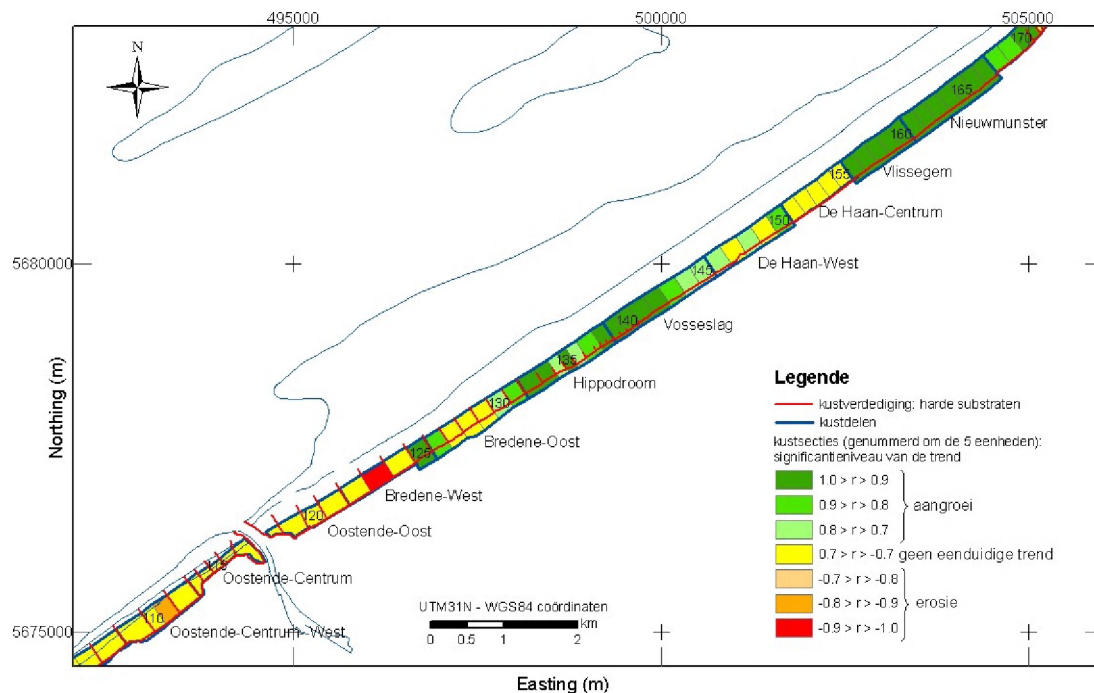 495000
500000
505000
N
170
165
Nieuwmunster
160
Vlissegem
155
De Haan-Centrum
150
5680000
De Haan-West
145
Vosseslag
140
135
Hippodroom
130
Bredene-Oost
125
Bredene-West
120
Oostende-Oost
115
Oostende-Centrum
110
Oostende-Centrum-West
5675000
Northing (m)
Easting (m)
UTM31N - WGS84 coördinaten
km
0 0.5 1 2
Legende
kustverdediging: harde substraten
kustdelen
kustsecties (genummerd om de 5 eenheden):
significantieniveau van de trend
1.0 > r > 0.9
0.9 > r > 0.8
aangroei
0.8 > r > 0.7
0.7 > r > -0.7 geen eenduidige trend
-0.7 > r > -0.8
-0.8 > r > -0.9
erosie
-0.9 > r > -1.0